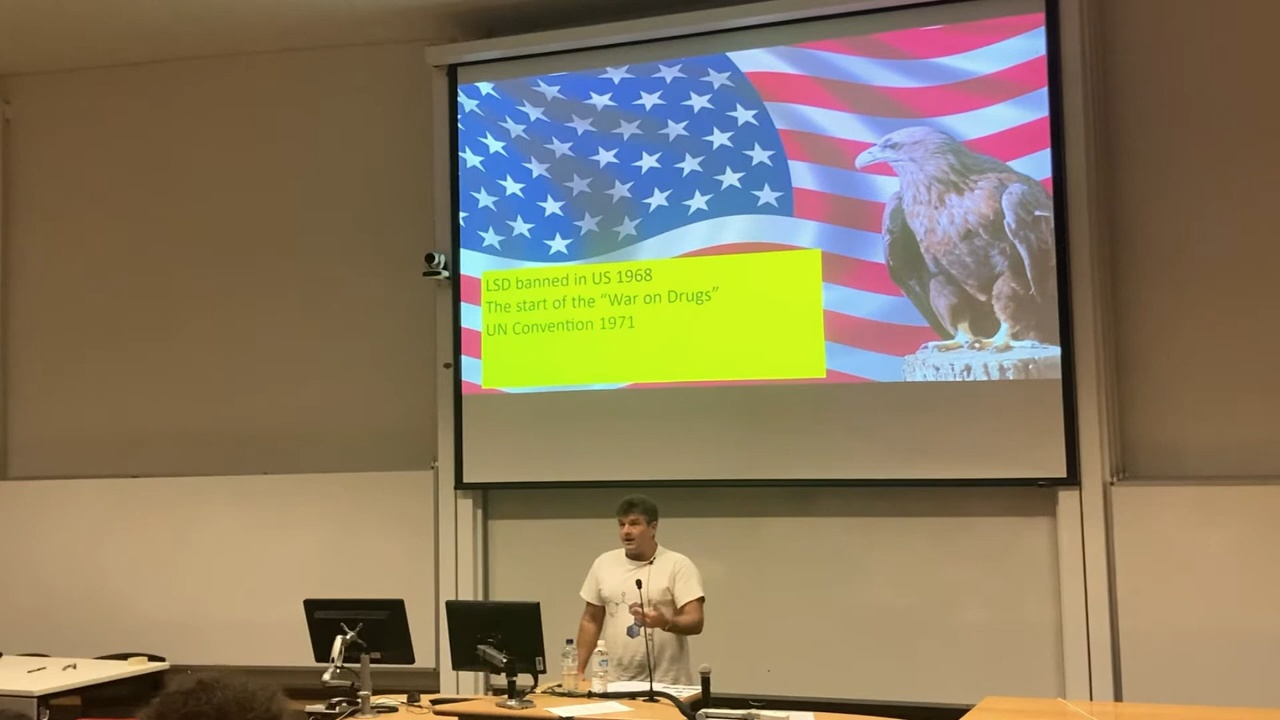 LSD banned in US 1968
The start of the “War on Drugs”
UN Convention 1971